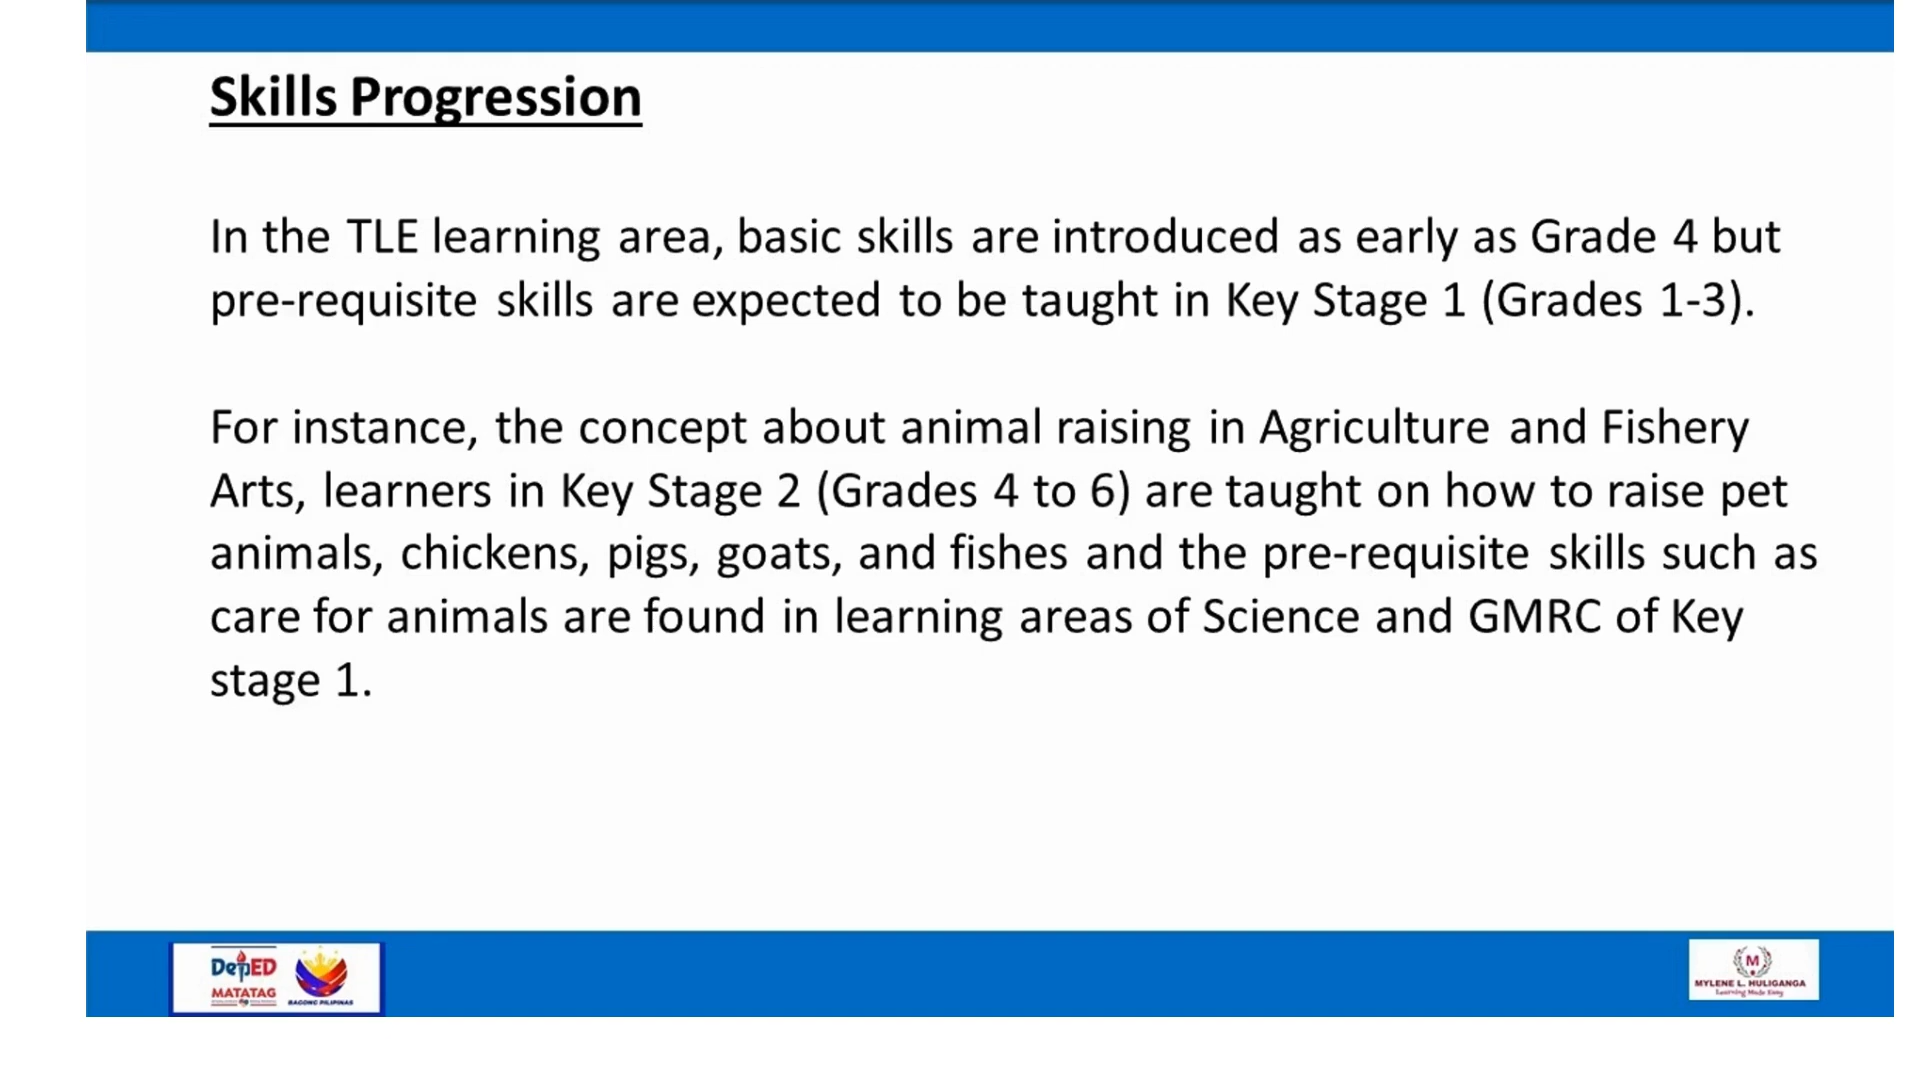 Skills Progression
In the TLE learning area, basic skills are introduced as early as Grade 4 but
pre-requisite skills are expected to be taught in Key Stage 1 (Grades 1-3).
For instance, the concept about animal raising in Agriculture and Fishery
Arts, learners in Key Stage 2 (Grades 4 to 6) are taught on how to raise pet
animals, chickens, pigs, goats, and fishes and the pre-requisite skills such as
care for animals are found in learning areas of Science and GMRC of Key
stage 1.
DepED
MATATAG
BAGONG PILIPINAS
M
MYLENE L. HULIGANGA
Learning Made Easy